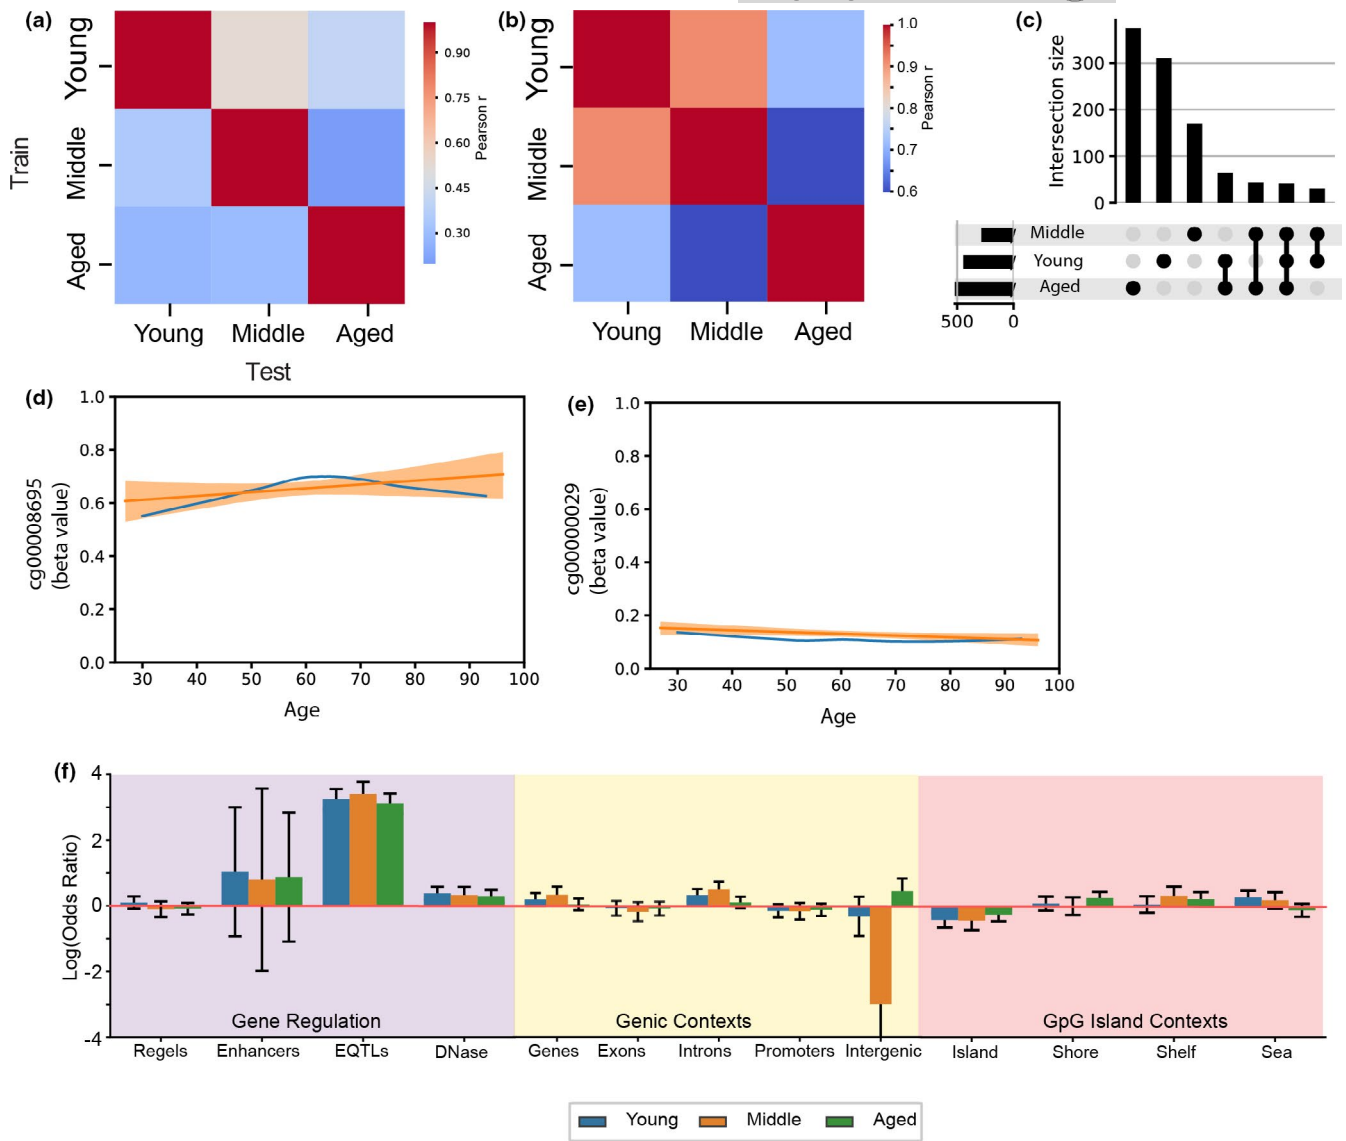 (a)
Young
Middle
Aged
Train
Young
Middle
Aged
Test
0.90
0.75
0.60
0.45
0.30
Pearson r
(b)
Young
Middle
Aged
Young
Middle
Aged
1.0
0.9
0.8
0.7
0.6
Pearson r
(c)
Intersection size
300
200
100
0
Middle
Young
Aged
500
0
(d)
cg00008695
(beta value)
1.0
0.8
0.6
0.4
0.2
0.0
30
40
50
60
70
80
90
100
Age
(e)
cg00000029
(beta value)
1.0
0.8
0.6
0.4
0.2
0.0
30
40
50
60
70
80
90
100
Age
(f)
Log(Odds Ratio)
4
2
0
-2
-4
Gene Regulation
Genic Contexts
GpG Island Contexts
Regels
Enhancers
EQTLs
DNase
Genes
Exons
Introns
Promoters
Intergenic
Island
Shore
Shelf
Sea
Young
Middle
Aged